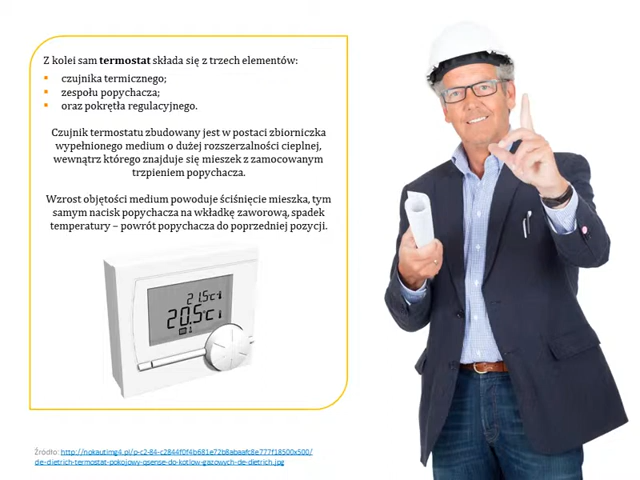 Z kolei sam termostat składa się z trzech elementów:
▪ czujnika termicznego;
▪ zespołu popychacza;
▪ oraz pokrętła regulacyjnego.
Czujnik termostatu zbudowany jest w postaci zbiorniczka
wypełnionego medium o dużej rozszerzalności cieplnej,
wewnątrz którego znajduje się mieszek z zamocowanym
trzpieniem popychacza.
Wzrost objętości medium powoduje ściśnięcie mieszka, tym
samym nacisk popychacza na wkładkę zaworową, spadek
temperatury – powrót popychacza do poprzedniej pozycji.
21.5°C
20.5°C
Źródło: http://nokautimg4.pl/p-c2-84-c2844f0f4b681e72b8abaafc8e777f18500x500/
de-dietrich-termostat-pokojowy-qsense-do-kotlow-gazowych-de-dietrich.jpg